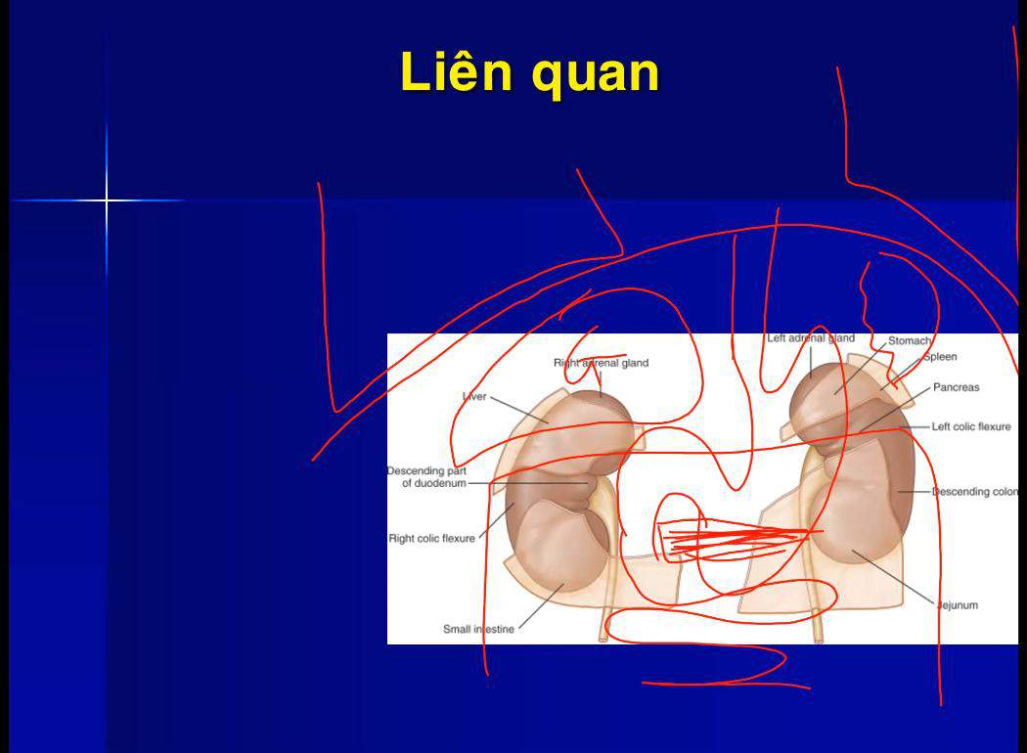 Liên quan
Left adrenal gland
Stomach
Right adrenal gland
Spleen
Liver
Pancreas
Left colic flexure
Descending part
of duodenum
Descending colon
Right colic flexure
Jejunum
Small intestine